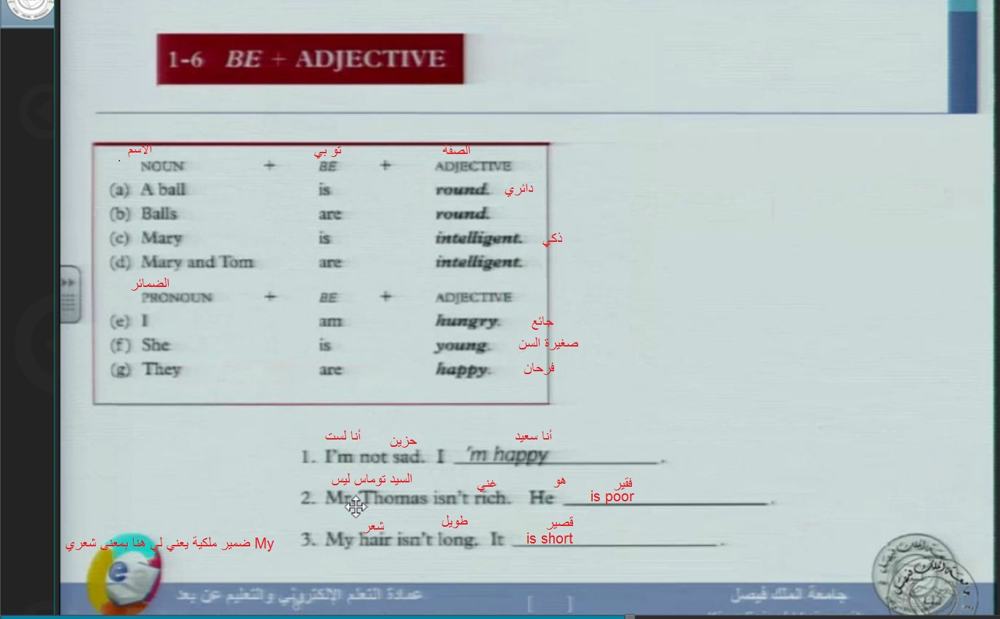 1-6 BE + ADJECTIVE
الاسم تو بي الصفة
NOUN + BE + ADJECTIVE
(a) A ball is round. دائري
(b) Balls are round.
(c) Mary is intelligent. ذكي
(d) Mary and Tom are intelligent.
الضمائر
PRONOUN + BE + ADJECTIVE
(e) I am hungry. جائع
(f) She is young. صغيرة السن
(g) They are happy. فرحان
أنا لست حزين أنا سعيد
1. I'm not sad. I 'm happy .
السيد توماس ليس غني هو فقير
2. Mr. Thomas isn't rich. He is poor .
شعر طويل قصير
3. My hair isn't long. It is short .
My ضمير ملكية يعني لي هنا بمعنى شعري
e
عمادة التعلم الإلكتروني والتعليم عن بعد
[ ]
جامعة الملك فيصل